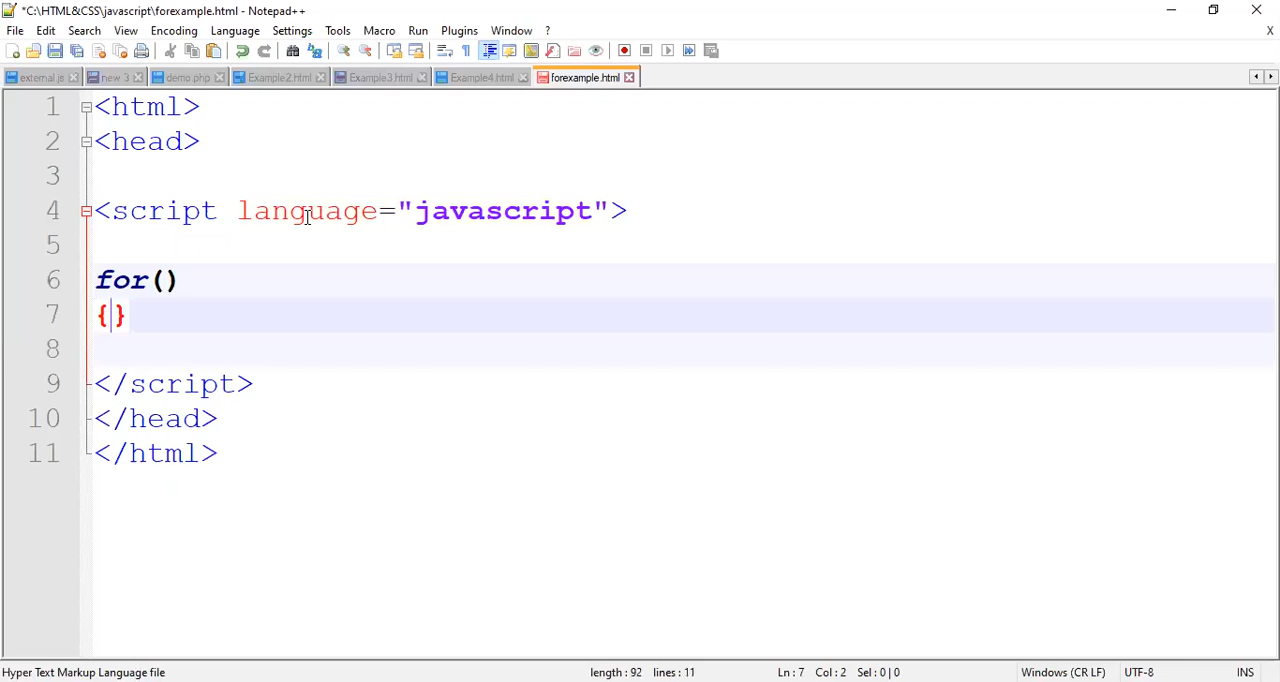 *C:\HTML&CSS\javascript\forexample.html - Notepad++
File Edit Search View Encoding Language Settings Tools Macro Run Plugins Window ? X
external.js new 3 demo.php Example2.html Example3.html Example4.html forexample.html
1 <html>
2 <head>
3
4 <script language="javascript">
5
6 for()
7 {}
8
9 </script>
10 </head>
11 </html>
Hyper Text Markup Language file length : 92 lines : 11 Ln : 7 Col : 2 Sel : 0 | 0 Windows (CR LF) UTF-8 INS